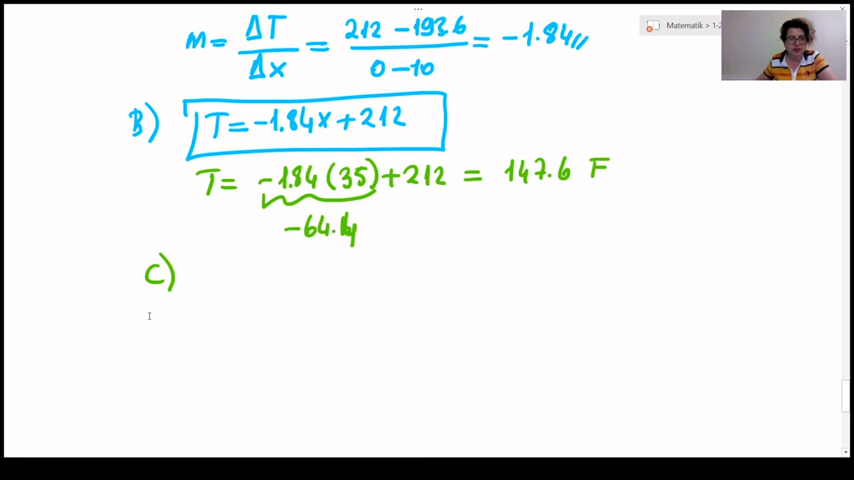 Matematik > 1-2
m = ΔT/Δx = 212 - 193.6/0 - 10 = -1.84//
B) T = -1.84x + 212
T = -1.84 (35) + 212 = 147.6 F
-64.4
C)